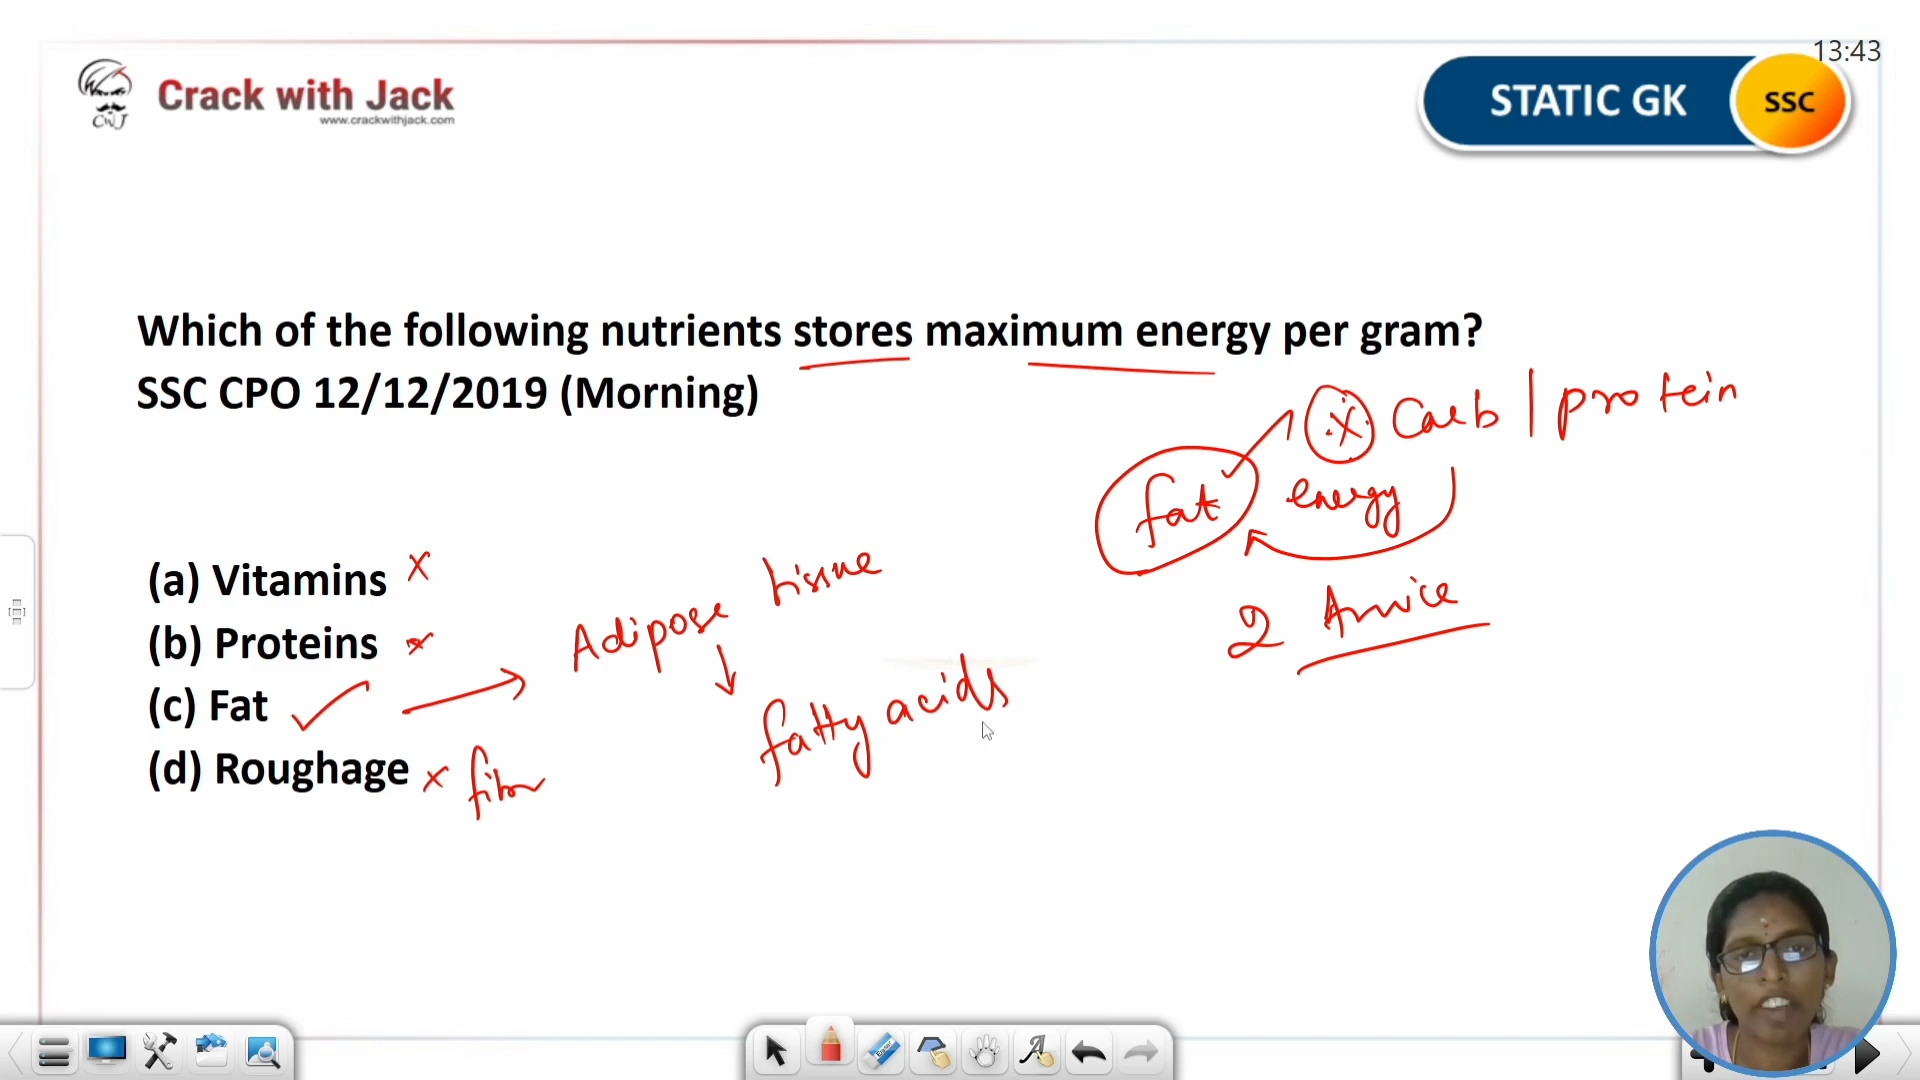 13:43
Crack with Jack
www.crackwithjack.com
CWJ
STATIC GK
SSC
Which of the following nutrients stores maximum energy per gram?
SSC CPO 12/12/2019 (Morning)
x Carb | protein
fat
energy
2
(a) Vitamins x
(b) Proteins x
(c) Fat
Adipose tissue
fatty acids
(d) Roughage x
Eraser